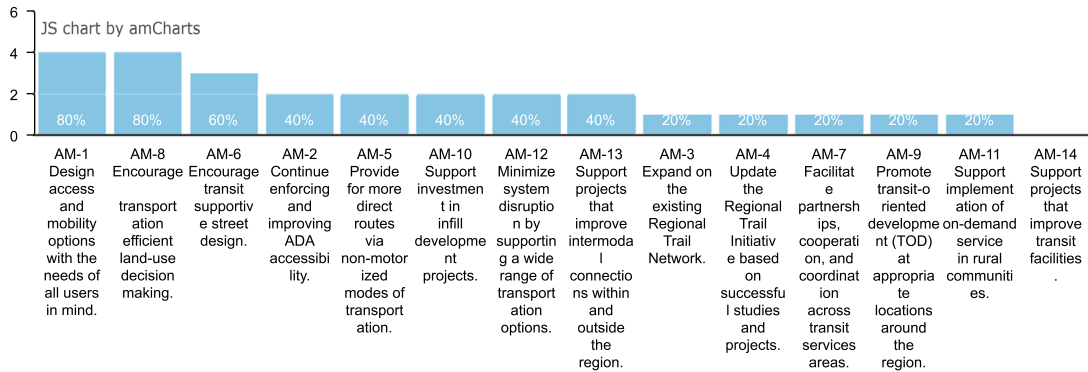 6
JS chart by amCharts
4
2
80%
80%
60%
40%
40%
40%
40%
40%
20%
20%
20%
20%
20%
0
AM-1
Design
access
and
mobility
options
with the
needs of
all users
in mind.
AM-8
Encourage
transport
ation
efficient
land-use
decision
making.
AM-6
Encourage
transit
supportiv
e street
design.
AM-2
Continue
enforcing
and
improving
ADA
accessibi
lity.
AM-5
Provide
for more
direct
routes
via
non-motor
ized
modes of
transport
ation.
AM-10
Support
investmen
t in
infill
developme
nt
projects.
AM-12
Minimize
system
disruptio
n by
supportin
g a wide
range of
transport
ation
options.
AM-13
Support
projects
that
improve
intermoda
l
connectio
ns within
and
outside
the
region.
AM-3
Expand on
the
existing
Regional
Trail
Network.
AM-4
Update
the
Regional
Trail
Initiativ
e based
on
successfu
l studies
and
projects.
AM-7
Facilitat
e
partnersh
ips,
cooperati
on, and
coordinat
ion
across
transit
services
areas.
AM-9
Promote
transit-o
riented
developme
nt (TOD)
at
appropria
te
locations
around
the
region.
AM-11
Support
implement
ation of
on-demand
service
in rural
communiti
es.
AM-14
Support
projects
that
improve
transit
facilities
.